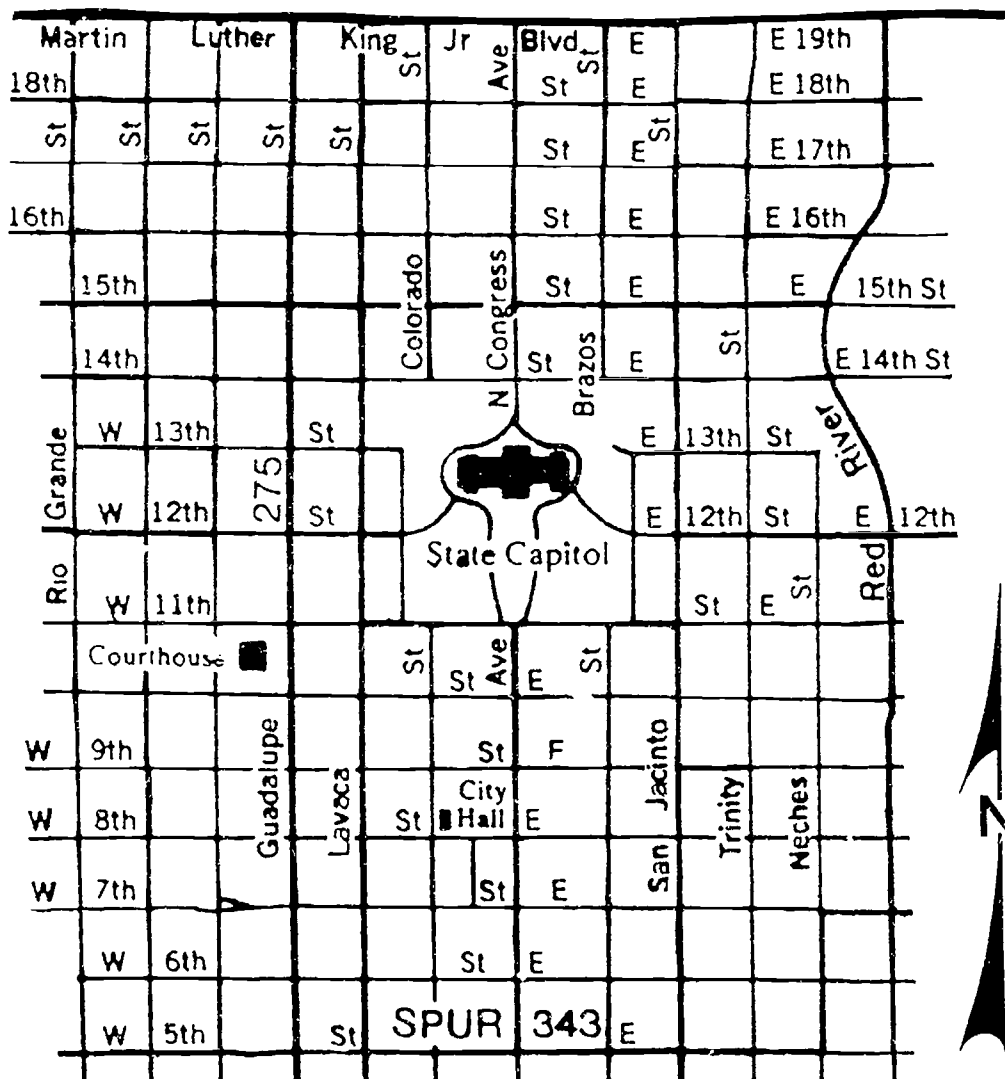 Martin Luther King Jr Blvd E E 19th
St Ave St
18th St E E 18th
St St St St St St
St E E 17th
16th St E E 16th
15th St E E 15th St
Colorado
N Congress
Brazos
St
14th St E E 14th St
W 13th St E 13th St
Rio Grande
275
Red River
W 12th St E 12th St E 12th
State Capitol
W 11th St E St
Courthouse
St St Ave E St
W 9th St
Guadalupe
Lavaca
San Jacinto
Trinity
Neches
City
W 8th St Hall E
N
W 7th St E
W 6th St E
W 5th St SPUR 343 E